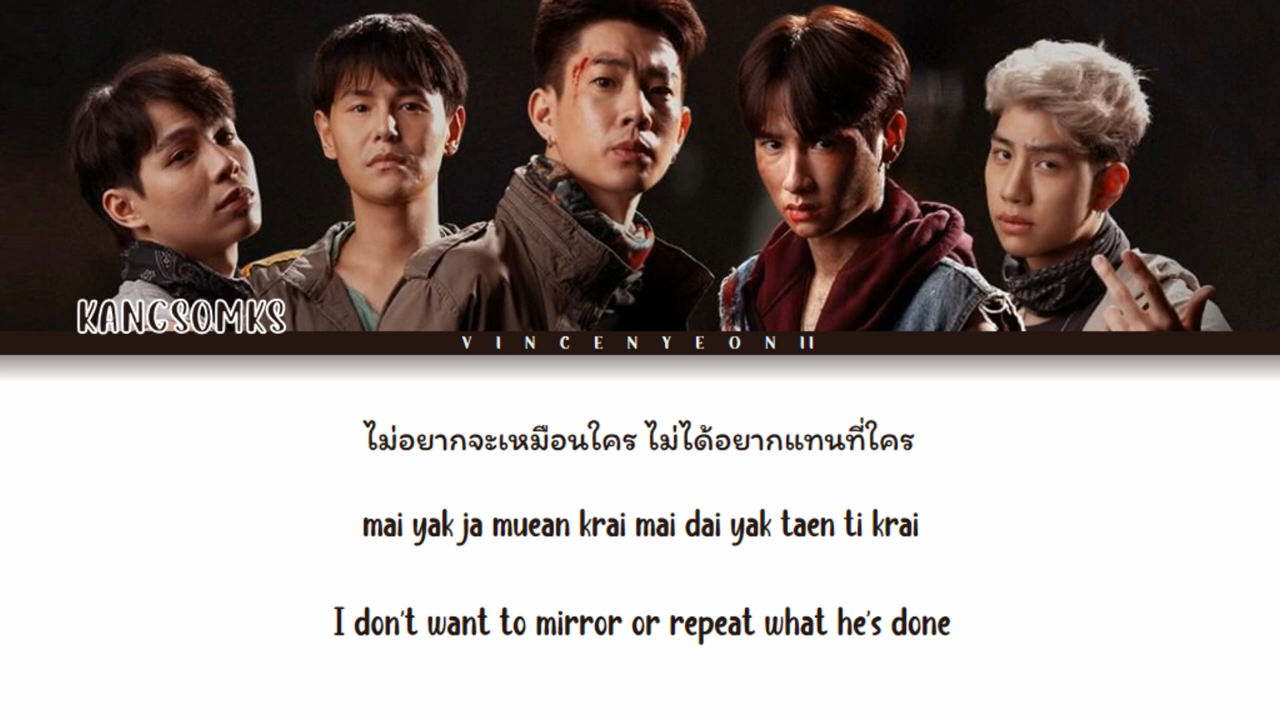 KANGSOMKS
VINCENYEON11
ไม่อยากจะเหมือนใคร ไม่ได้อยากแทนที่ใคร
mai yak ja muean krai mai dai yak taen ti krai
I don't want to mirror or repeat what he's done